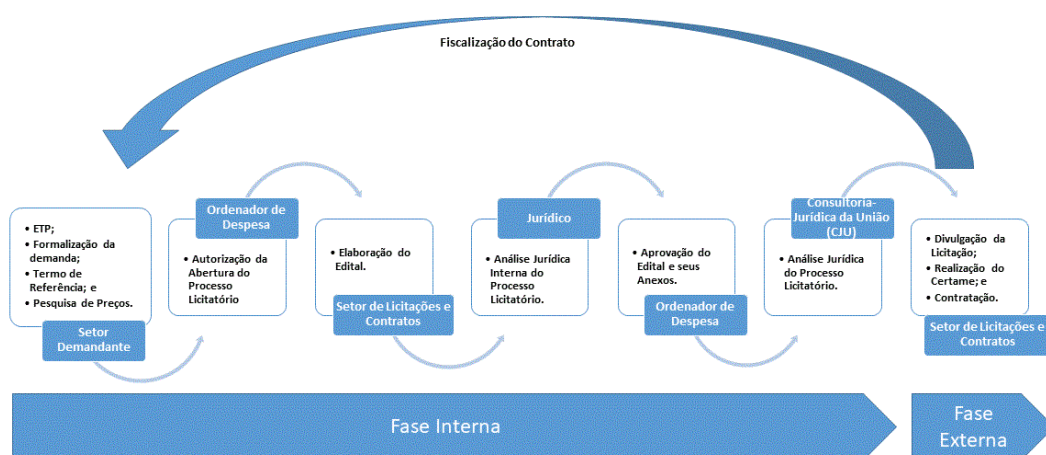 Fiscalização do Contrato
• ETP;
• Formalização da
demanda;
• Termo de
Referência; e
• Pesquisa de Preços.
Setor
Demandante
Ordenador de
Despesa
• Autorização da
Abertura do
Processo
Licitatório
• Elaboração do
Edital.
Setor de Licitações e
Contratos
Jurídico
• Análise Jurídica
Interna do
Processo
Licitatório.
• Aprovação do
Edital e seus
Anexos.
Ordenador de
Despesa
Consultoria-
Jurídica da União
(CJU)
• Análise Jurídica
do Processo
Licitatório.
• Divulgação da
Licitação;
• Realização do
Certame; e
• Contratação.
Setor de Licitações e
Contratos
Fase Interna
Fase
Externa